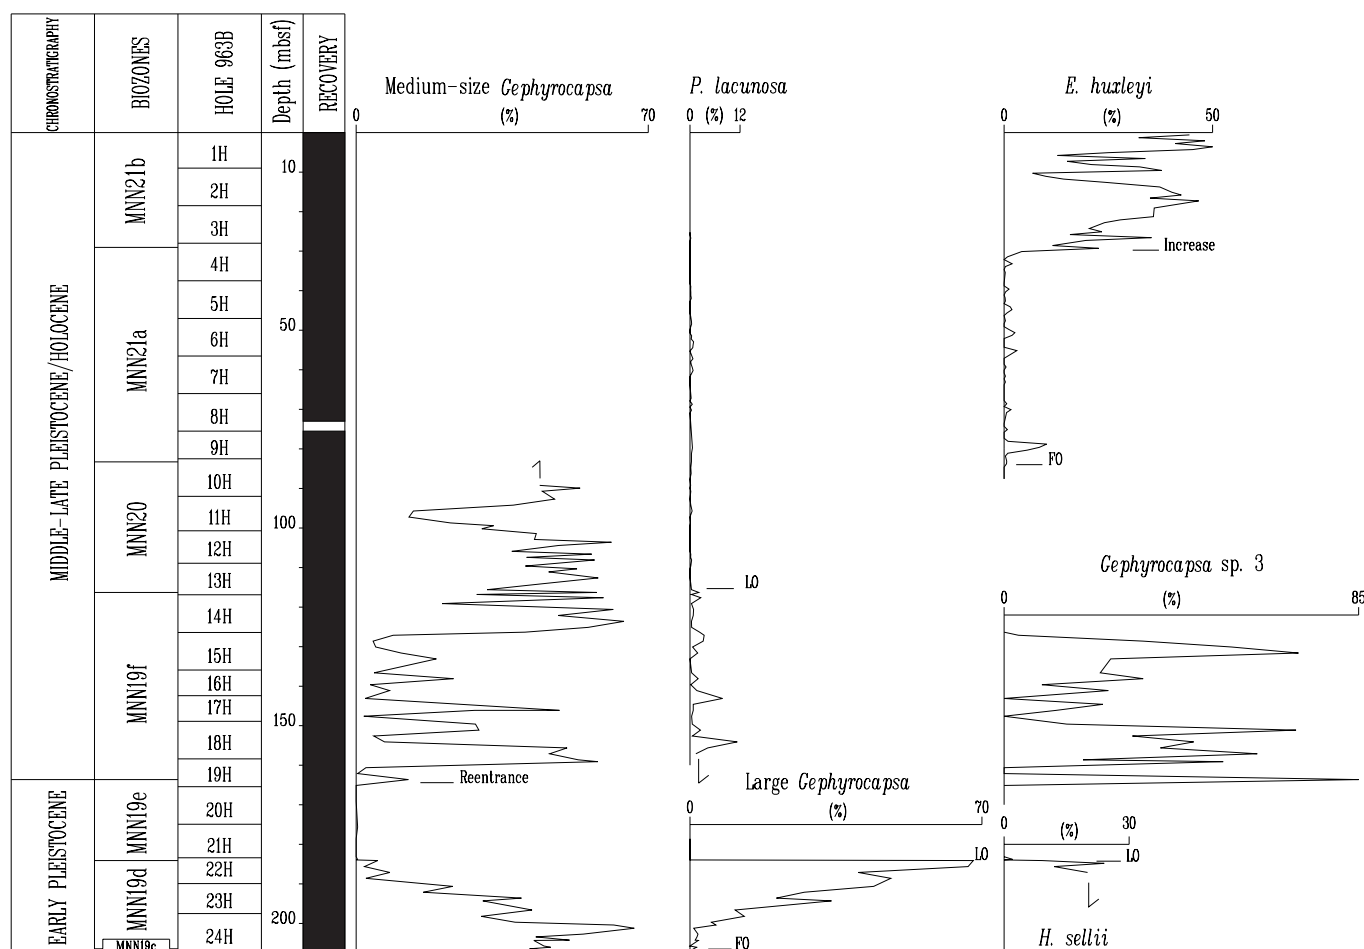 CHRONOSTRATIGRAPHY
BIOZONES
HOLE 963B
Depth (mbsf)
RECOVERY
Medium-size Gephyrocapsa
0 (%) 70
P. lacunosa
0 (%) 12
E. huxleyi
0 (%) 50
MIDDLE-LATE PLEISTOCENE/HOLOCENE
EARLY PLEISTOCENE
MNN21b
MNN21a
MNN20
MNN19f
MNN19e
MNN19d
MNN19c
1H
2H
3H
4H
5H
6H
7H
8H
9H
10H
11H
12H
13H
14H
15H
16H
17H
18H
19H
20H
21H
22H
23H
24H
10
50
100
150
200
Increase
FO
LO
Gephyrocapsa sp. 3
0 (%) 85
Reentrance
Large Gephyrocapsa
0 (%) 70
LO
FO
0 (%) 30
LO
H. sellii